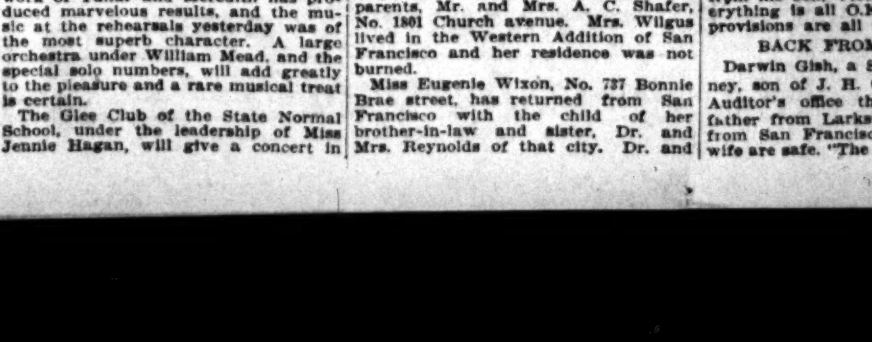 duced marvelous results, and the mu-
sic at the rehearsals yesterday was of
the most superb character. A large
orchestra under William Mead, and the
special solo numbers, will add greatly
to the pleasure and a rare musical treat
is certain.
The Glee Club of the State Normal
School, under the leadership of Miss
Jennie Hagan, will give a concert in
parents, Mr. and Mrs. A. C. Shafer,
No. 1801 Church avenue. Mrs. Wilgus
lived in the Western Addition of San
Francisco and her residence was not
burned.
Miss Eugenie Wixon, No. 737 Bonnie
Brae street, has returned from San
Francisco with the child of her
brother-in-law and sister, Dr. and
Mrs. Reynolds of that city. Dr. and
erything is all O.
provisions are all
BACK FROM
Darwin Gish, a
ney, son of J. H.
Auditor's office th
father from Larks
from San Francisc
wife are safe. "The